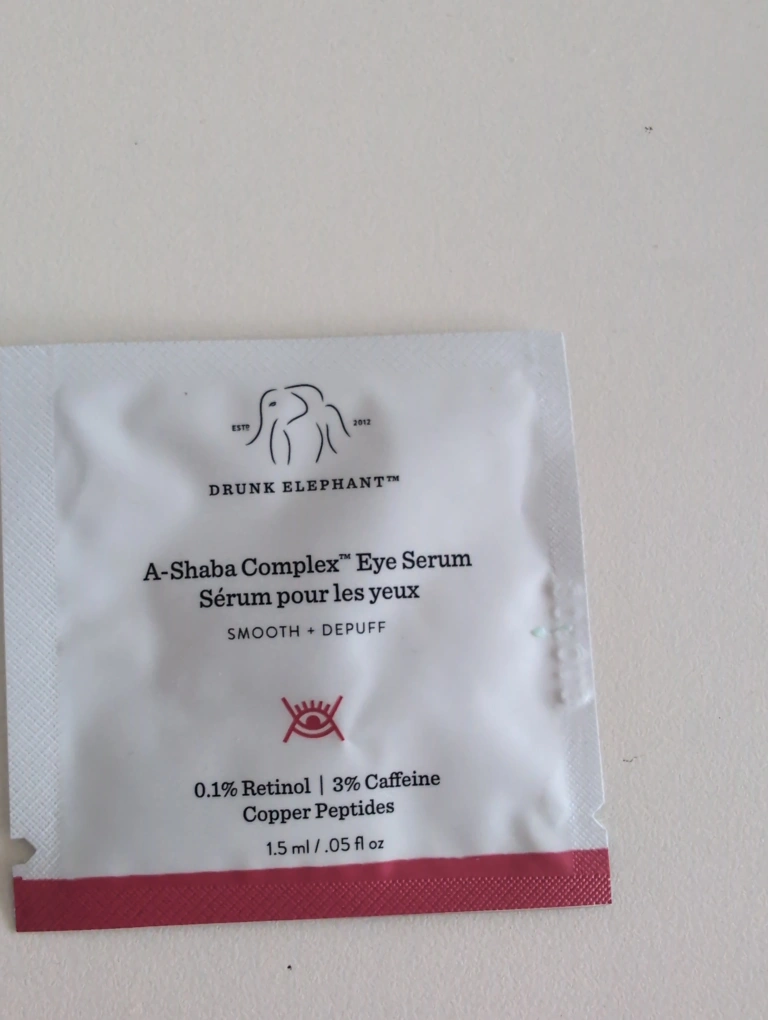 ESTD 2012
DRUNK ELEPHANT™
A-Shaba Complex™ Eye Serum
Sérum pour les yeux
SMOOTH + DEPUFF
0.1% Retinol | 3% Caffeine
Copper Peptides
1.5 ml / .05 fl oz